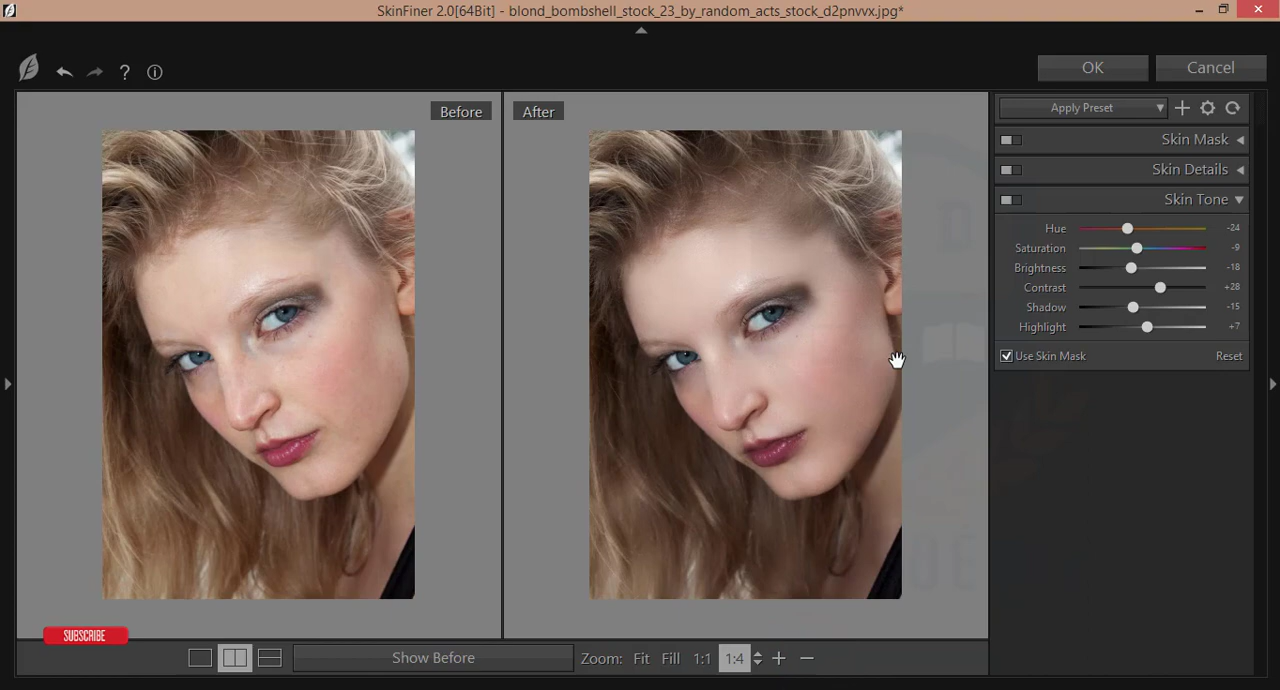 SkinFiner 2.0[64Bit] - blond_bombshell_stock_23_by_random_acts_stock_d2pnvvx.jpg*
?
OK
Cancel
Before
After
Apply Preset
Skin Mask
Skin Details
Skin Tone
Hue -24
Saturation -9
Brightness -18
Contrast +28
Shadow -15
Highlight +7
Use Skin Mask Reset
SUBSCRIBE
Show Before
Zoom: Fit Fill 1:1 1:4